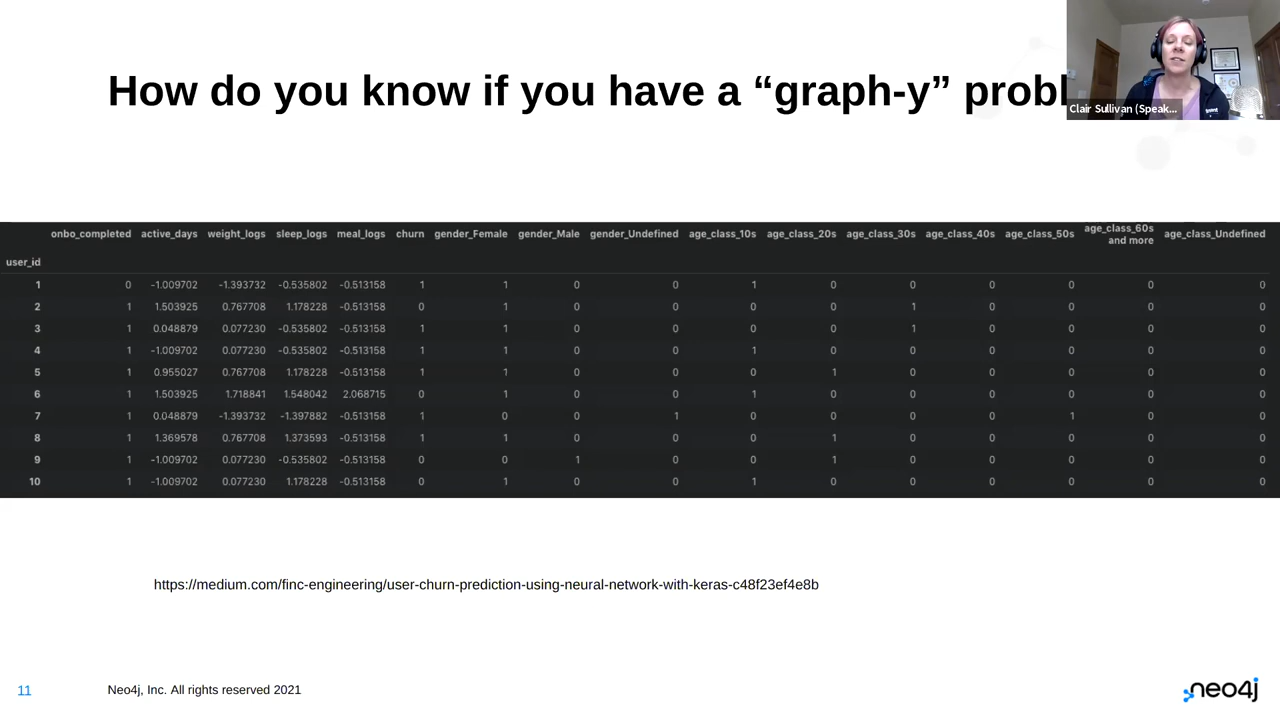 How do you know if you have a “graph-y” probl
Clair Sullivan (Speak...
onbo_completed active_days weight_logs sleep_logs meal_logs churn gender_Female gender_Male gender_Undefined age_class_10s age_class_20s age_class_30s age_class_40s age_class_50s age_class_60s and more age_class_Undefined
user_id
1 0 -1.009702 -1.393732 -0.535802 -0.513158 1 1 0 0 1 0 0 0 0 0 0
2 1 1.503925 0.767708 1.178228 -0.513158 0 1 0 0 0 0 1 0 0 0 0
3 1 0.048879 0.077230 -0.535802 -0.513158 1 1 0 0 0 0 1 0 0 0 0
4 1 -1.009702 0.077230 -0.535802 -0.513158 1 1 0 0 1 0 0 0 0 0 0
5 1 0.955027 0.767708 1.178228 -0.513158 1 1 0 0 0 1 0 0 0 0 0
6 1 1.503925 1.718841 1.548042 2.068715 0 1 0 0 1 0 0 0 0 0 0
7 1 0.048879 -1.393732 -1.397882 -0.513158 1 0 0 1 0 0 0 0 1 0 0
8 1 1.369578 0.767708 1.373593 -0.513158 1 1 0 0 0 1 0 0 0 0 0
9 1 -1.009702 0.077230 -0.535802 -0.513158 0 0 1 0 0 1 0 0 0 0 0
10 1 -1.009702 0.077230 1.178228 -0.513158 0 1 0 0 1 0 0 0 0 0 0
https://medium.com/finc-engineering/user-churn-prediction-using-neural-network-with-keras-c48f23ef4e8b
11 Neo4j, Inc. All rights reserved 2021
neo4j